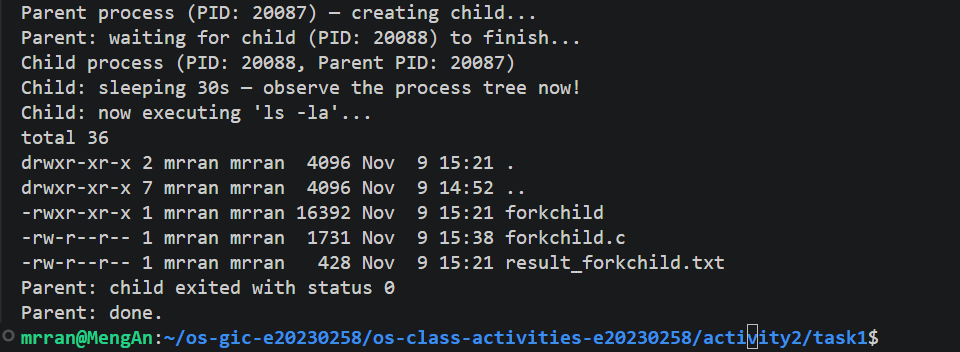 Parent process (PID: 20087) — creating child...
Parent: waiting for child (PID: 20088) to finish...
Child process (PID: 20088, Parent PID: 20087)
Child: sleeping 30s — observe the process tree now!
Child: now executing 'ls -la'...
total 36
drwxr-xr-x 2 mrran mrran  4096 Nov  9 15:21 .
drwxr-xr-x 7 mrran mrran  4096 Nov  9 14:52 ..
-rwxr-xr-x 1 mrran mrran 16392 Nov  9 15:21 forkchild
-rw-r--r-- 1 mrran mrran  1731 Nov  9 15:38 forkchild.c
-rw-r--r-- 1 mrran mrran   428 Nov  9 15:21 result_forkchild.txt
Parent: child exited with status 0
Parent: done.
mrran@MengAn:~/os-gic-e20230258/os-class-activities-e20230258/activity2/task1$